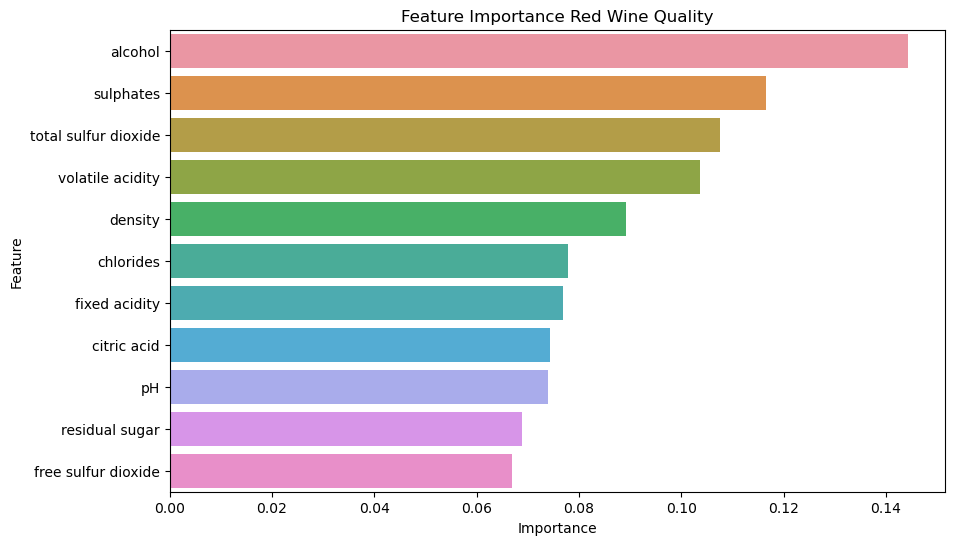 Feature Importance Red Wine Quality
alcohol
sulphates
total sulfur dioxide
volatile acidity
density
chlorides
fixed acidity
citric acid
pH
residual sugar
free sulfur dioxide
Feature
0.00 0.02 0.04 0.06 0.08 0.10 0.12 0.14
Importance